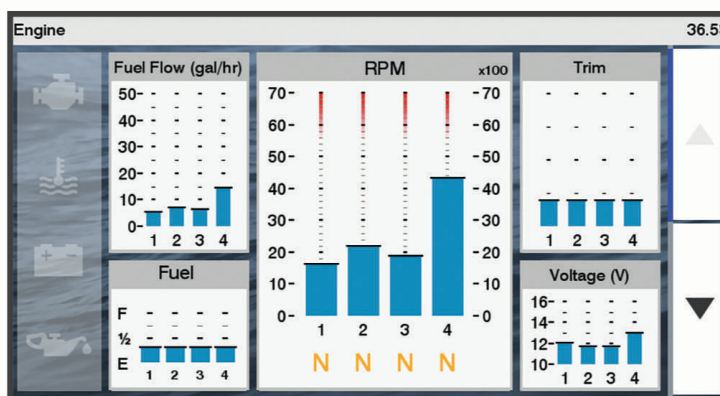 Engine
36.5
Fuel Flow (gal/hr)
50-
40-
30-
20-
10-
0-
1 2 3 4
Fuel
F
½
E
1 2 3 4
RPM x100
70- -70
60- -60
50- -50
40- -40
30- -30
20- -20
10- -10
0- -0
1 2 3 4
N N N N
Trim
1 2 3 4
Voltage (V)
16-
14-
12-
10-
1 2 3 4